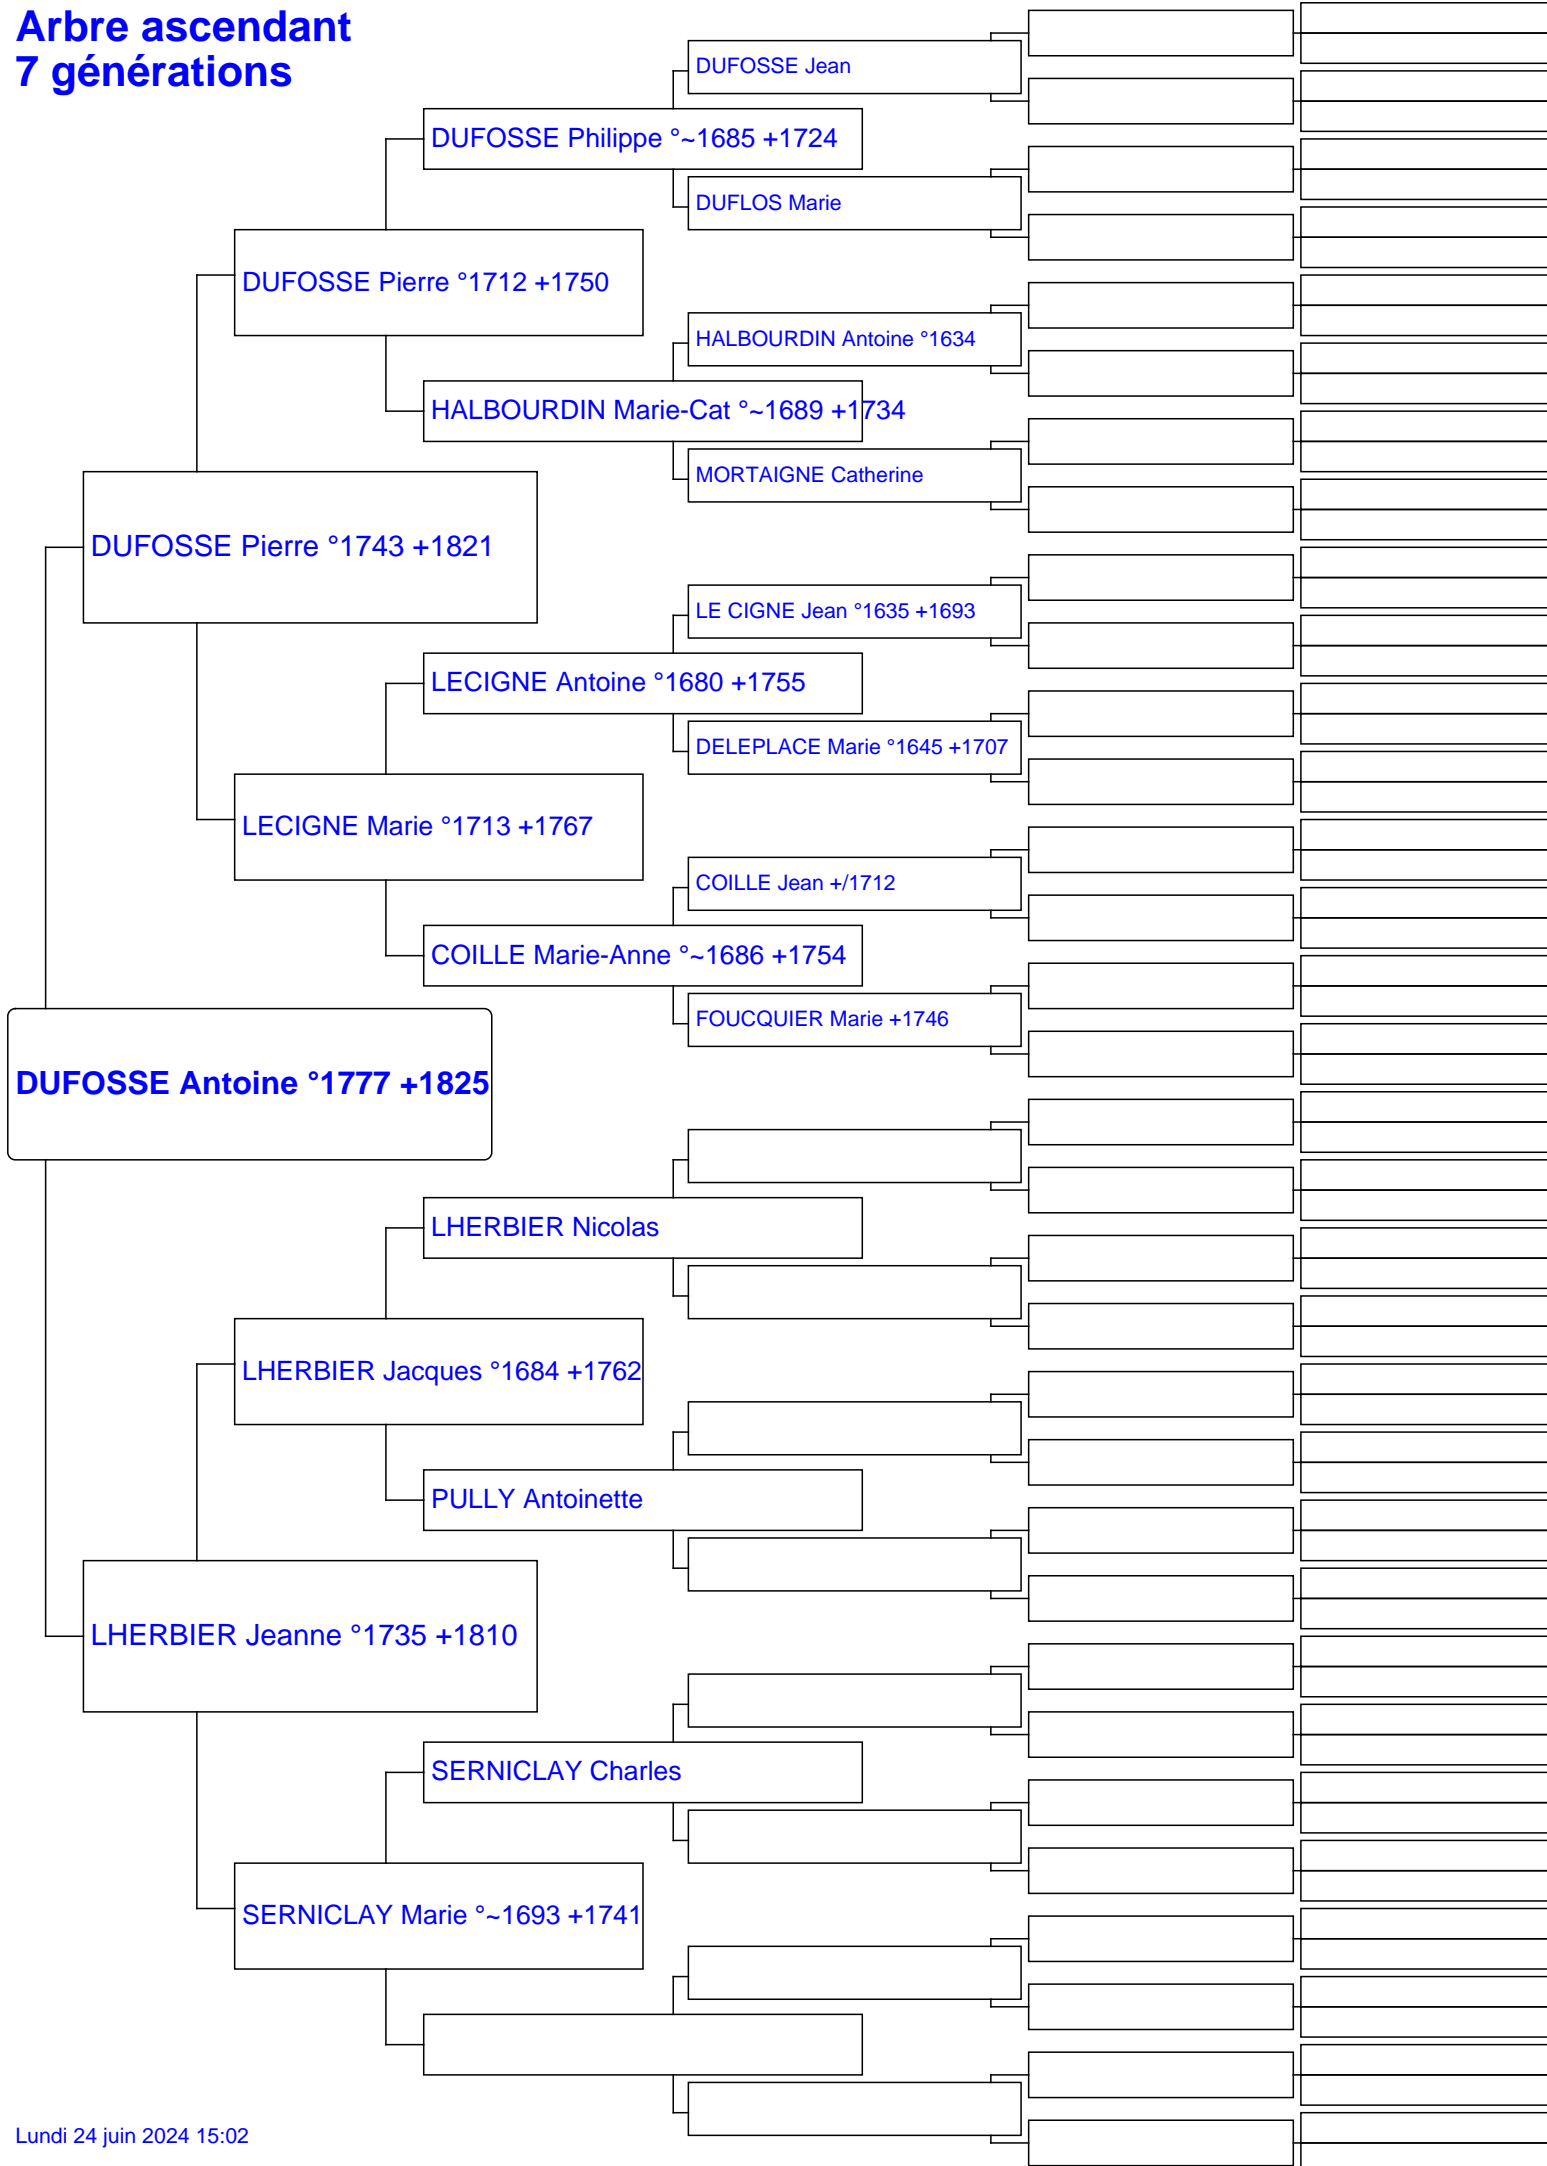 Arbre ascendant
7 générations
DUFOSSE Jean
DUFOSSE Philippe °~1685 +1724
DUFLOS Marie
DUFOSSE Pierre °1712 +1750
HALBOURDIN Antoine °1634
HALBOURDIN Marie-Cat °~1689 +1734
MORTAIGNE Catherine
DUFOSSE Pierre °1743 +1821
LE CIGNE Jean °1635 +1693
LECIGNE Antoine °1680 +1755
DELEPLACE Marie °1645 +1707
LECIGNE Marie °1713 +1767
COILLE Jean +/1712
COILLE Marie-Anne °~1686 +1754
FOUCQUIER Marie +1746
DUFOSSE Antoine °1777 +1825
LHERBIER Nicolas
LHERBIER Jacques °1684 +1762
PULLY Antoinette
LHERBIER Jeanne °1735 +1810
SERNICLAY Charles
SERNICLAY Marie °~1693 +1741
Lundi 24 juin 2024 15:02